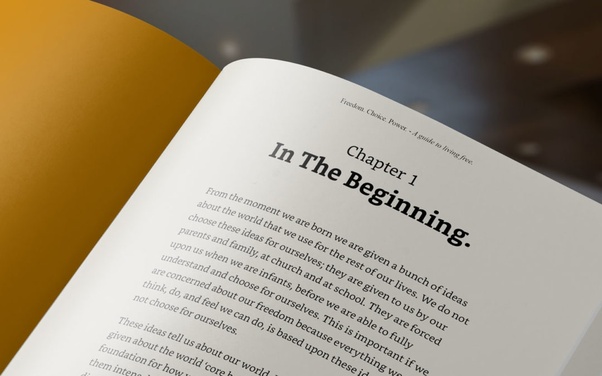 Freedom. Choice. Power. • A guide to living free.
Chapter 1
In The Beginning.
From the moment we are born we are given a bunch of ideas
about the world that we use for the rest of our lives. We do not
choose these ideas for ourselves; they are given to us by our
parents and family, at church and at school. They are forced
upon us when we are infants, before we are able to fully
understand and choose for ourselves. This is important if we
are concerned about our freedom because everything we
think, do, and feel we can do, is based upon these id
not choose for ourselves.
These ideas tell us about our world
given about the world 'core b
foundation for how
them inten